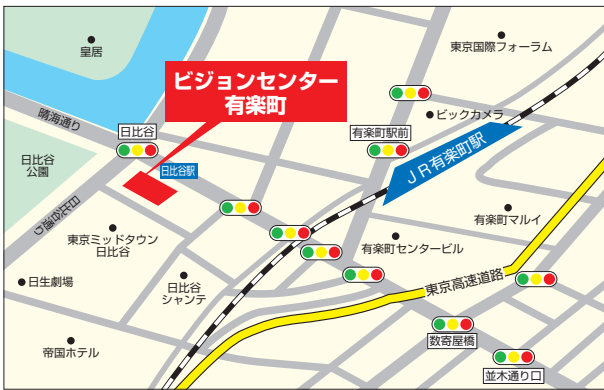 皇居
東京国際フォーラム
ビジョンセンター
有楽町
晴海通り
日比谷
有楽町駅前
ビックカメラ
JR有楽町駅
日比谷
公園
日比谷駅
日比谷通り
東京ミッドタウン
日比谷
有楽町マルイ
有楽町センタービル
日生劇場
日比谷
シャンテ
東京高速道路
帝国ホテル
数寄屋橋
並木通り口